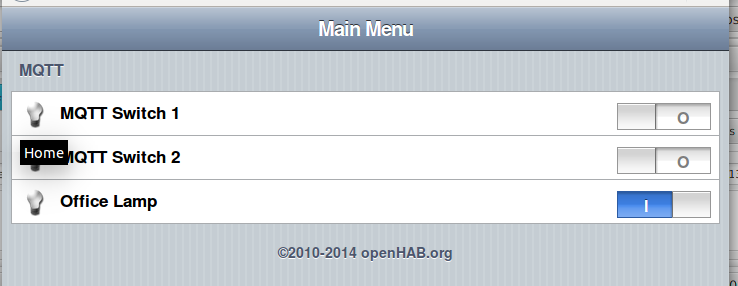 Main Menu
MQTT
MQTT Switch 1
O
Home
MQTT Switch 2
O
Office Lamp
I
©2010-2014 openHAB.org